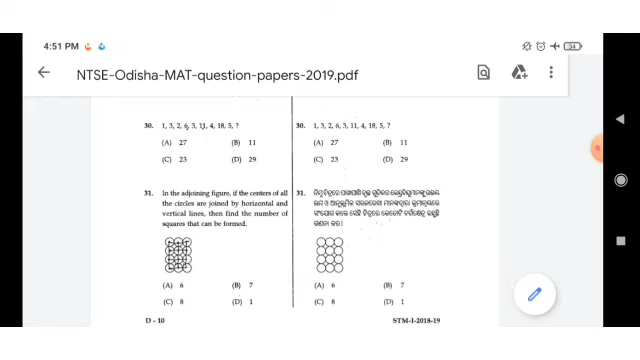 4:51 PM
34
NTSE-Odisha-MAT-question-papers-2019.pdf
30. 1, 3, 2, 6, 3, 11, 4, 18, 5, ?
(A) 27 (B) 11
(C) 23 (D) 29
31. In the adjoining figure, if the centers of all
the circles are joined by horizontal and
vertical lines, then find the number of
squares that can be formed.
(A) 6 (B) 7
(C) 8 (D) 1
D - 10
30. 1, 3, 2, 6, 3, 11, 4, 18, 5, ?
(A) 27 (B) 11
(C) 23 (D) 29
31.
(A) 6 (B) 7
(C) 8 (D) 1
STM-I-2018-19